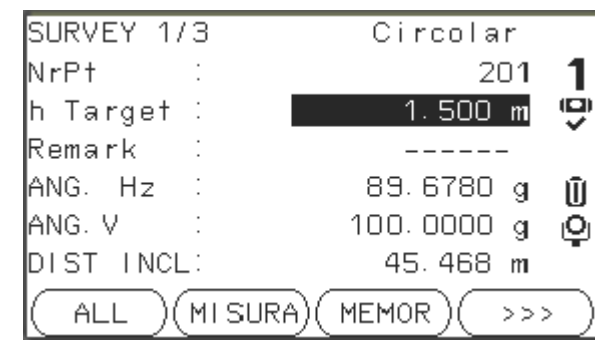 SURVEY 1/3 Circolar
NrPt : 201 1
h Target : 1.500 m
Remark : ------
ANG. Hz : 89.6780 g
ANG.V : 100.0000 g
DIST INCL: 45.468 m
ALL MISURA MEMOR >>>